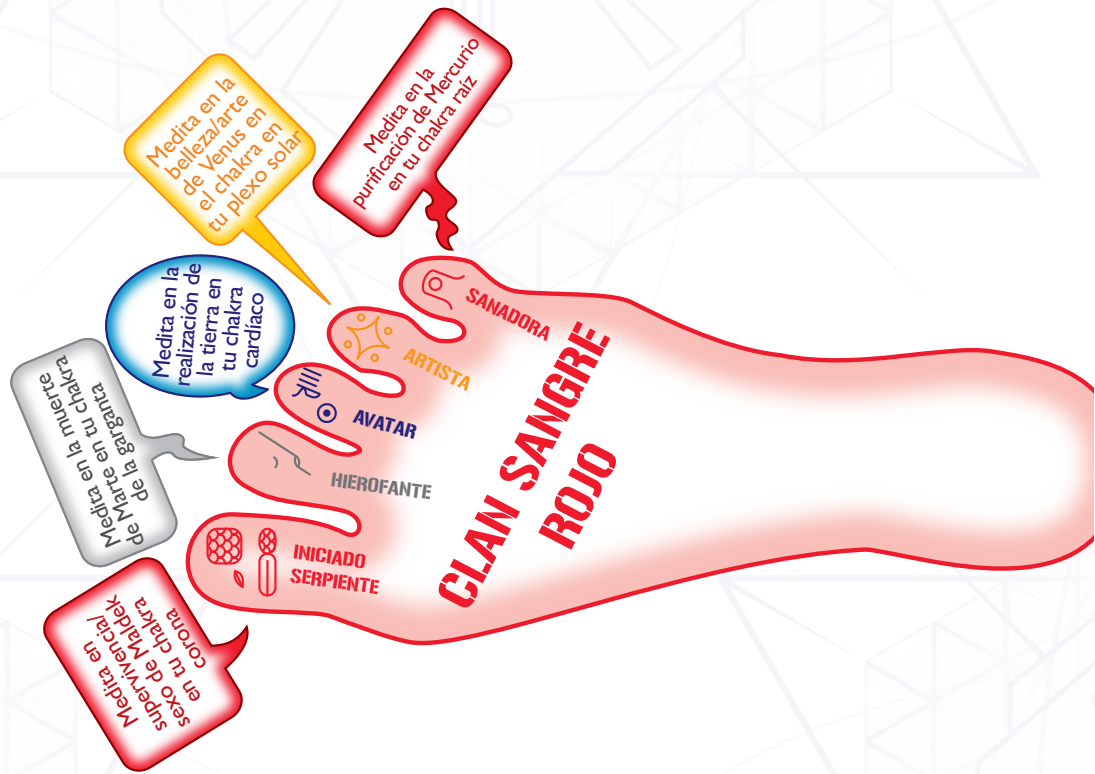 Medita en la
purificación de Mercurio
en tu chakra raíz
Medita en la
belleza/arte
de Venus en
el chakra en
tu plexo solar
Medita en la
realización de
la tierra en
tu chakra
cardíaco
Medita en la muerte
de Marte en tu chakra
de la garganta
Medita en
supervivencia/
sexo de Maldek
en tu chakra
corona
SANADORA
ARTISTA
AVATAR
HIEROFANTE
INICIADO
SERPIENTE
CLAN SANGRE
ROJO